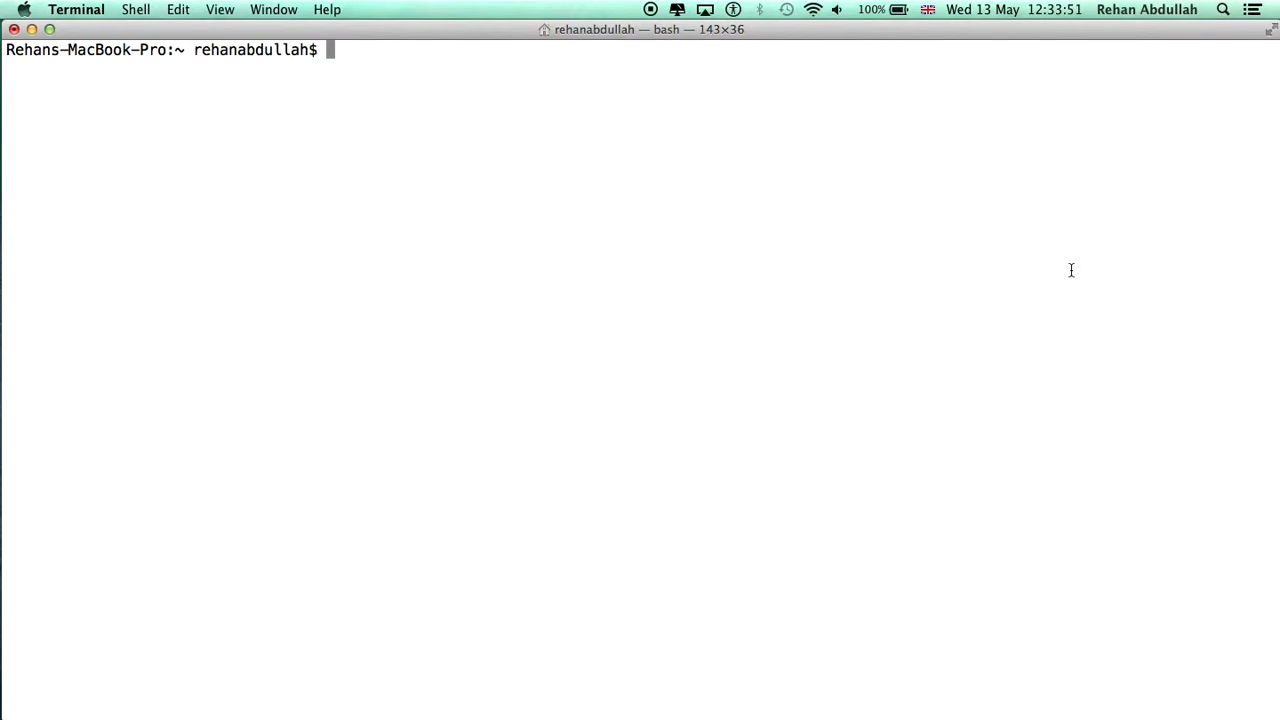 Terminal Shell Edit View Window Help 100% Wed 13 May 12:33:51 Rehan Abdullah
rehanabdullah — bash — 143×36
Rehans-MacBook-Pro:~ rehanabdullah$